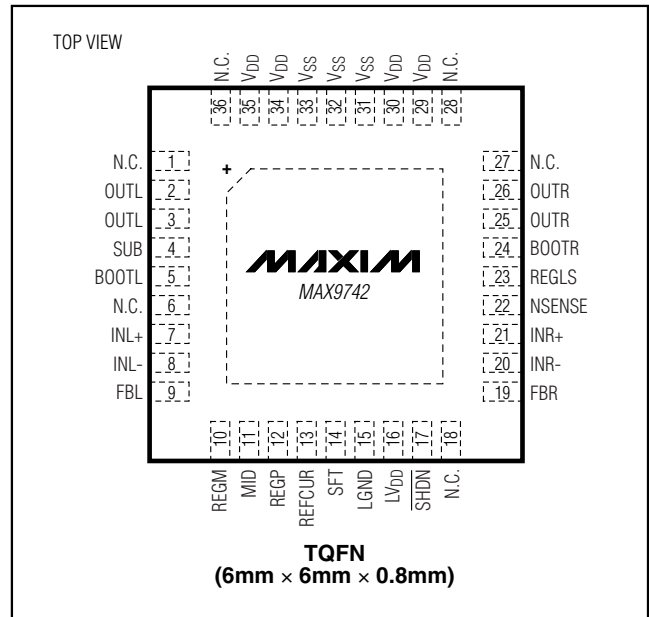 TOP VIEW
N.C. VDD VDD VSS VSS VSS VDD VDD N.C.
36 35 34 33 32 31 30 29 28
N.C. 1
OUTL 2
OUTL 3
SUB 4
BOOTL 5
N.C. 6
INL+ 7
INL- 8
FBL 9
+
MAXIM
MAX9742
27 N.C.
26 OUTR
25 OUTR
24 BOOTR
23 REGLS
22 NSENSE
21 INR+
20 INR-
19 FBR
10 11 12 13 14 15 16 17 18
REGM MID REGP REFCUR SFT LGND LVDD SHDN N.C.
TQFN
(6mm × 6mm × 0.8mm)